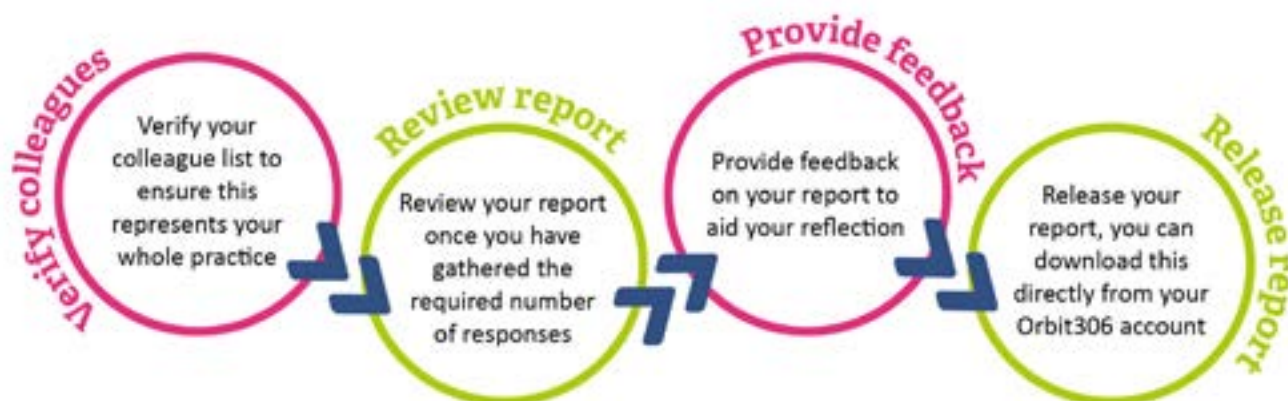 Verify colleagues
Verify your
colleague list to
ensure this
represents your
whole practice
Review report
Review your report
once you have
gathered the
required number
of responses
Provide feedback
Provide feedback
on your report to
aid your reflection
Release report
Release your
report, you can
download this
directly from your
Orbit306 account